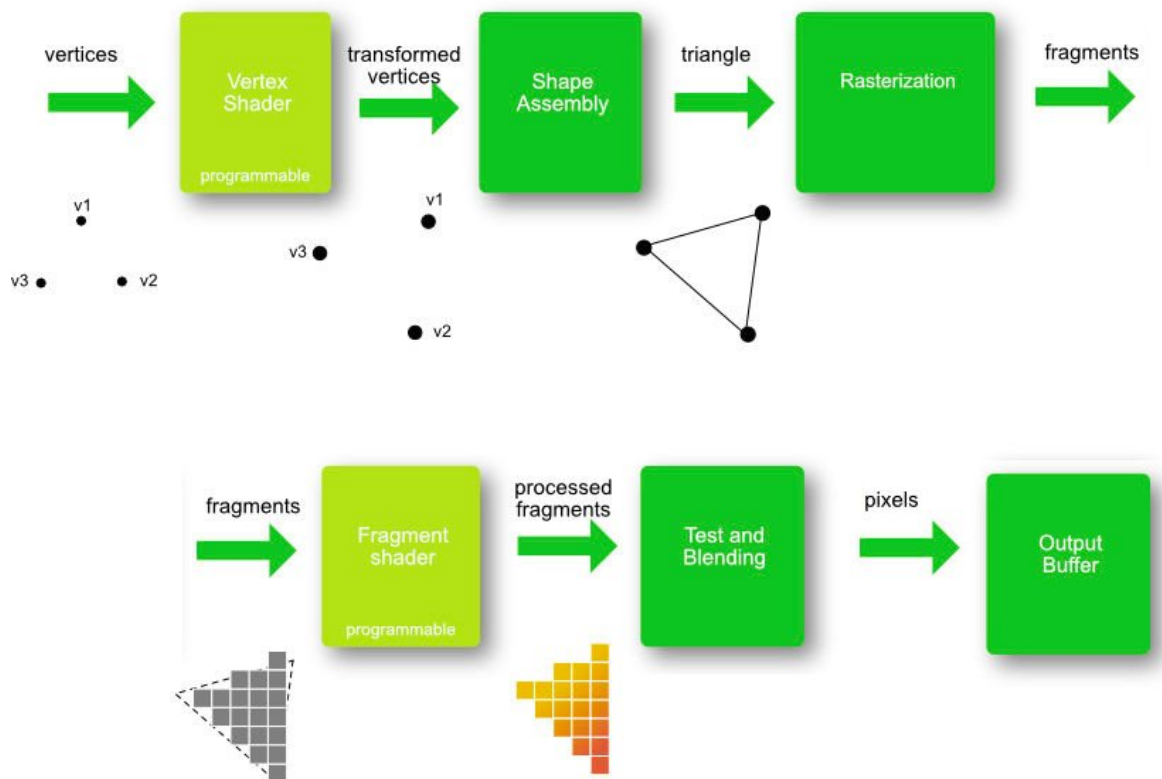 vertices
Vertex
Shader
programmable
transformed
vertices
Shape
Assembly
triangle
Rasterization
fragments
v1
v3
v2
v1
v3
v2
fragments
Fragment
shader
programmable
processed
fragments
Test and
Blending
pixels
Output
Buffer